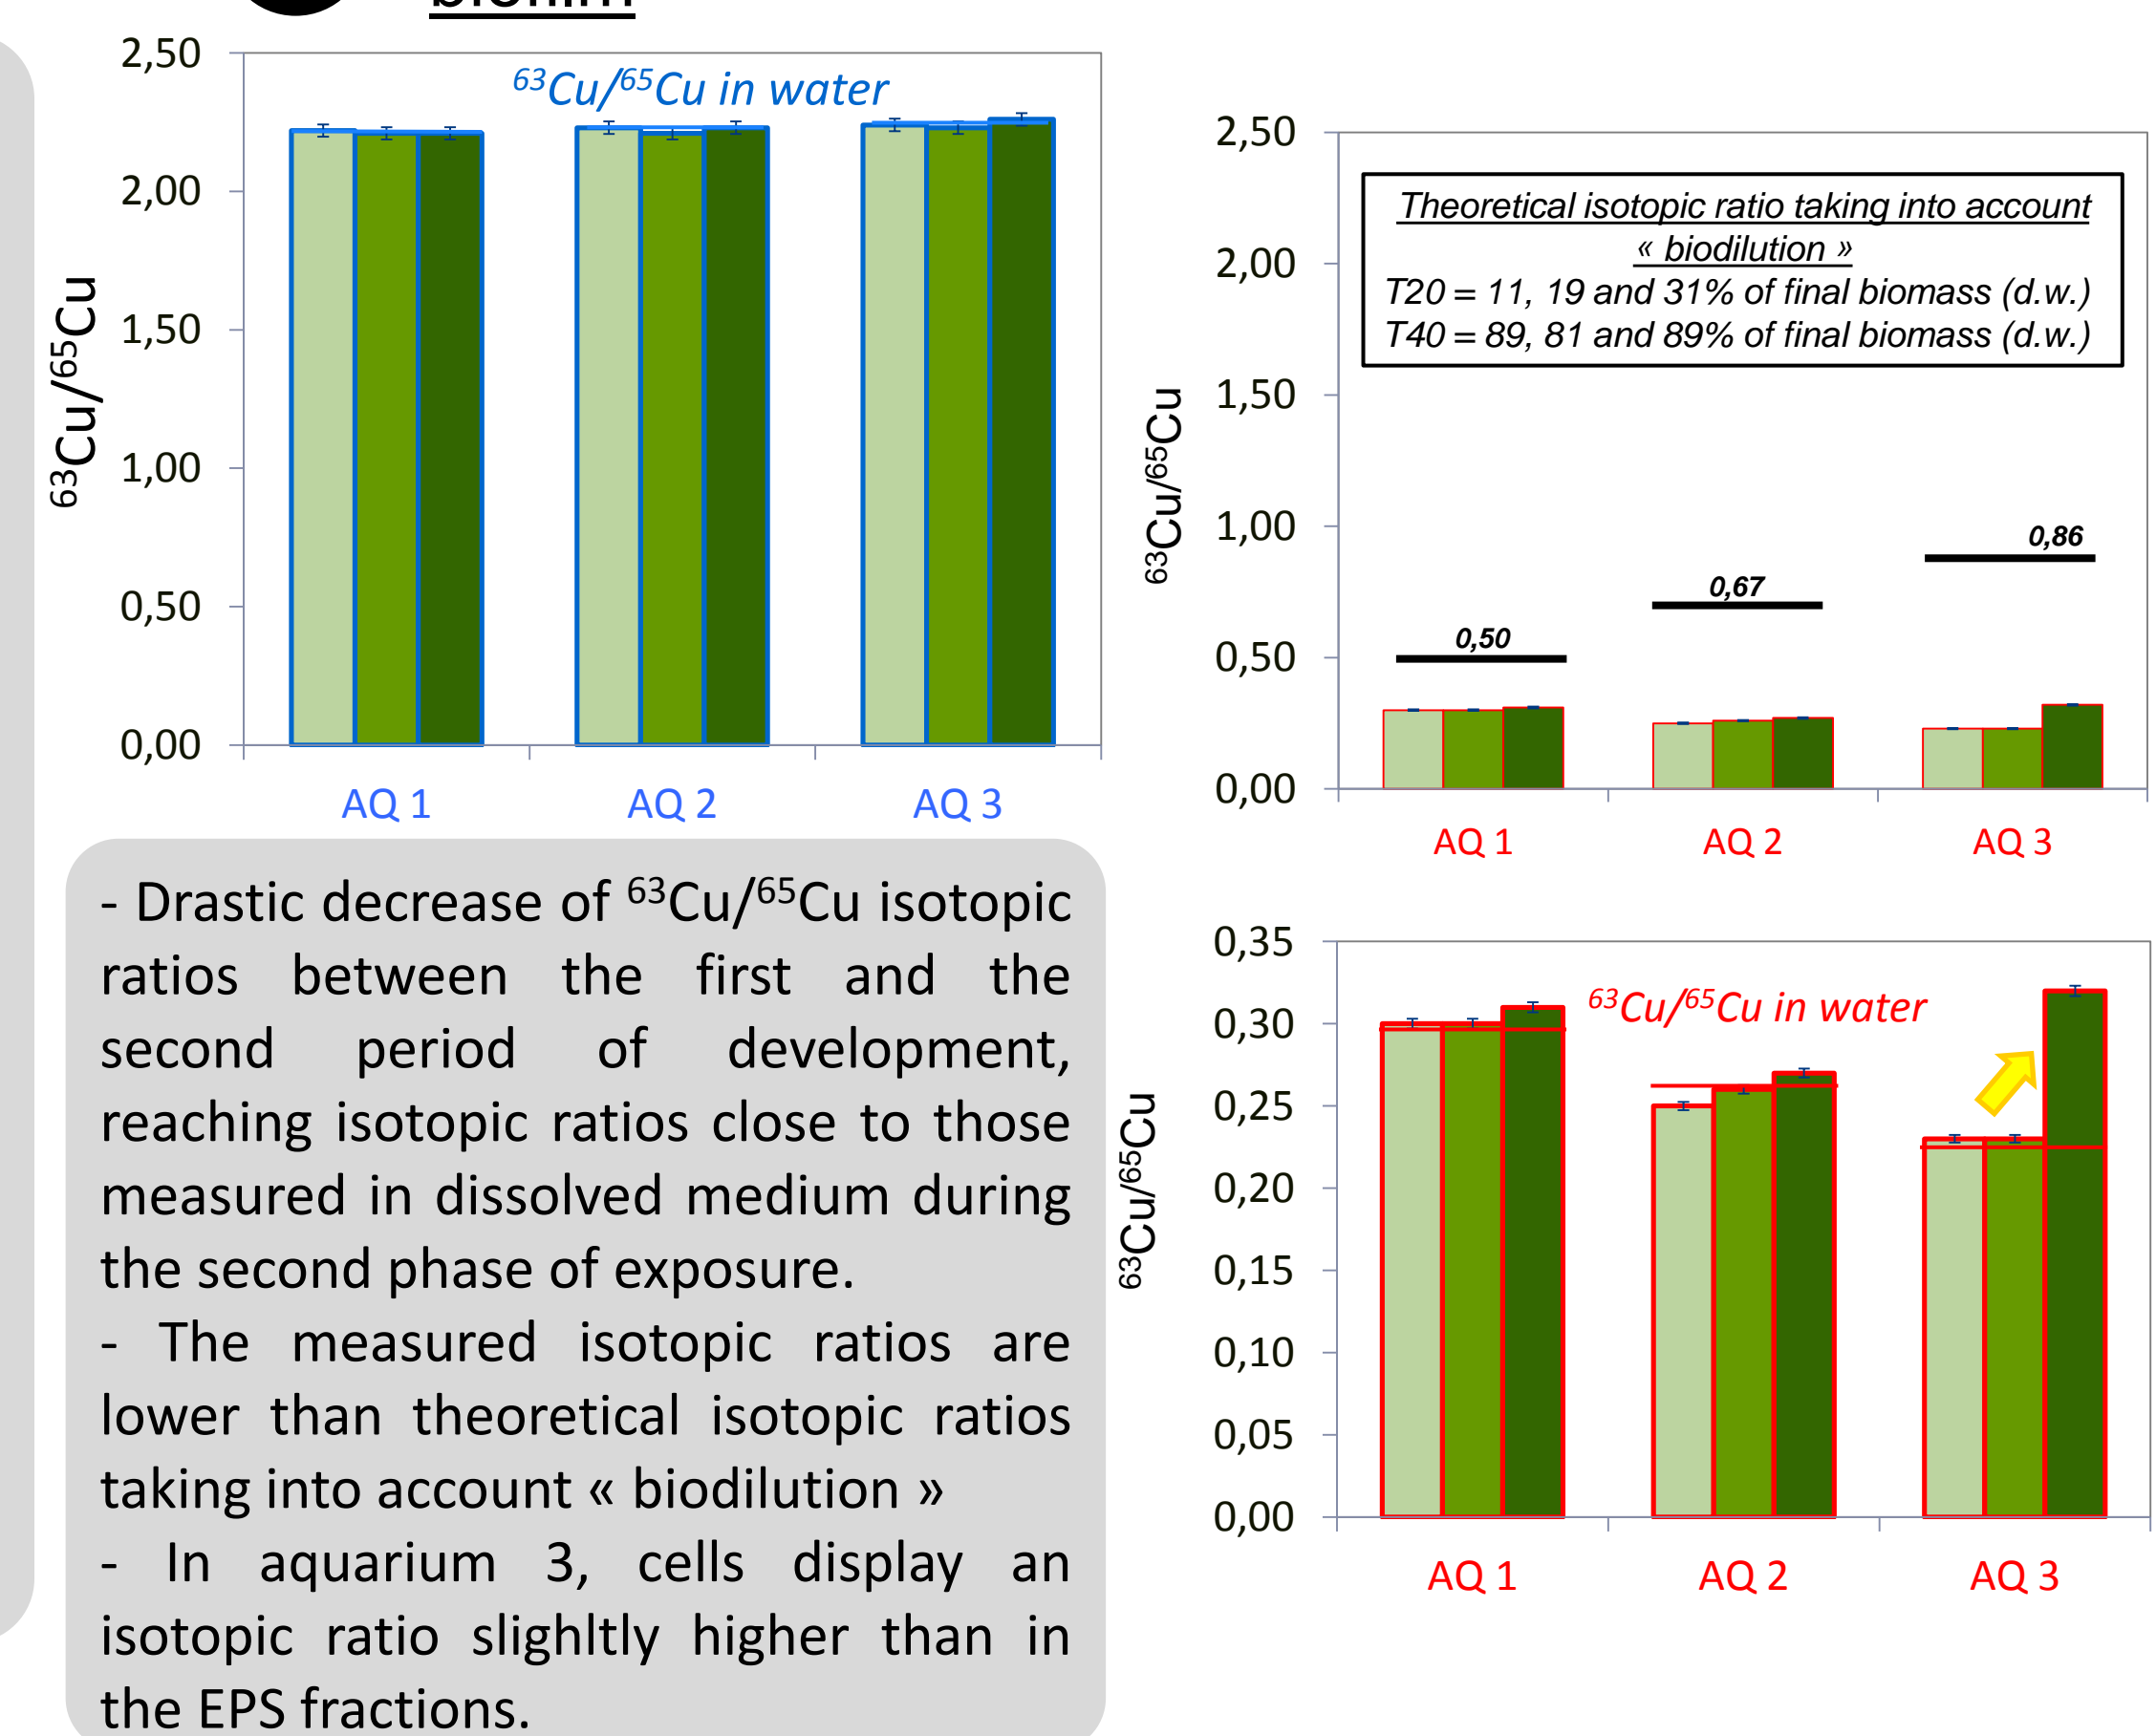 biofilm
2,50
2,00
1,50
1,00
0,50
0,00
⁶³Cu/⁶⁵Cu
⁶³Cu/⁶⁵Cu in water
AQ 1
AQ 2
AQ 3
- Drastic decrease of ⁶³Cu/⁶⁵Cu isotopic
ratios between the first and the
second period of development,
reaching isotopic ratios close to those
measured in dissolved medium during
the second phase of exposure.
- The measured isotopic ratios are
lower than theoretical isotopic ratios
taking into account « biodilution »
- In aquarium 3, cells display an
isotopic ratio slighltly higher than in
the EPS fractions.
2,50
2,00
1,50
1,00
0,50
0,00
⁶³Cu/⁶⁵Cu
Theoretical isotopic ratio taking into account
« biodilution »
T20 = 11, 19 and 31% of final biomass (d.w.)
T40 = 89, 81 and 89% of final biomass (d.w.)
0,50
0,67
0,86
AQ 1
AQ 2
AQ 3
0,35
0,30
0,25
0,20
0,15
0,10
0,05
0,00
⁶³Cu/⁶⁵Cu
⁶³Cu/⁶⁵Cu in water
AQ 1
AQ 2
AQ 3